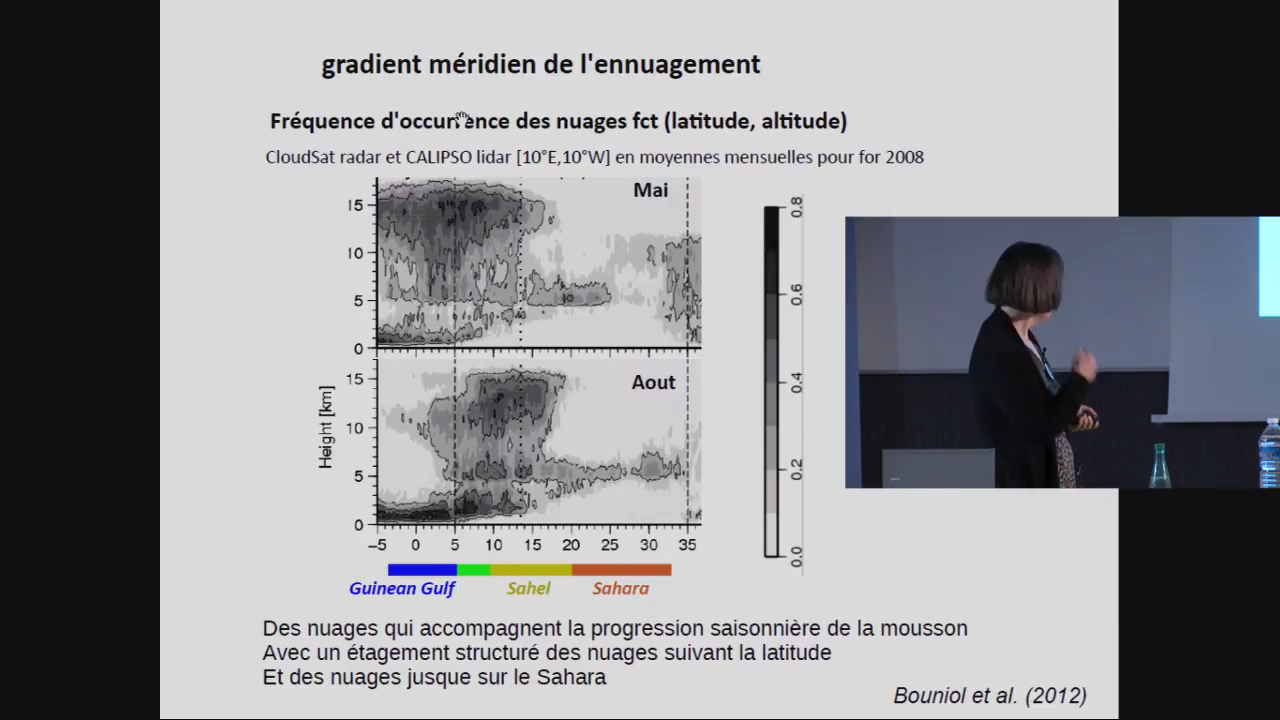 gradient méridien de l'ennuagement
Fréquence d'occurrence des nuages fct (latitude, altitude)
CloudSat radar et CALIPSO lidar [10°E,10°W] en moyennes mensuelles pour for 2008
Mai
15
10
5
0
Aout
15
10
5
0
Height [km]
-5 0 5 10 15 20 25 30 35
0.8
0.6
0.4
0.2
0.0
Guinean Gulf Sahel Sahara
Des nuages qui accompagnent la progression saisonnière de la mousson
Avec un étagement structuré des nuages suivant la latitude
Et des nuages jusque sur le Sahara
Bouniol et al. (2012)